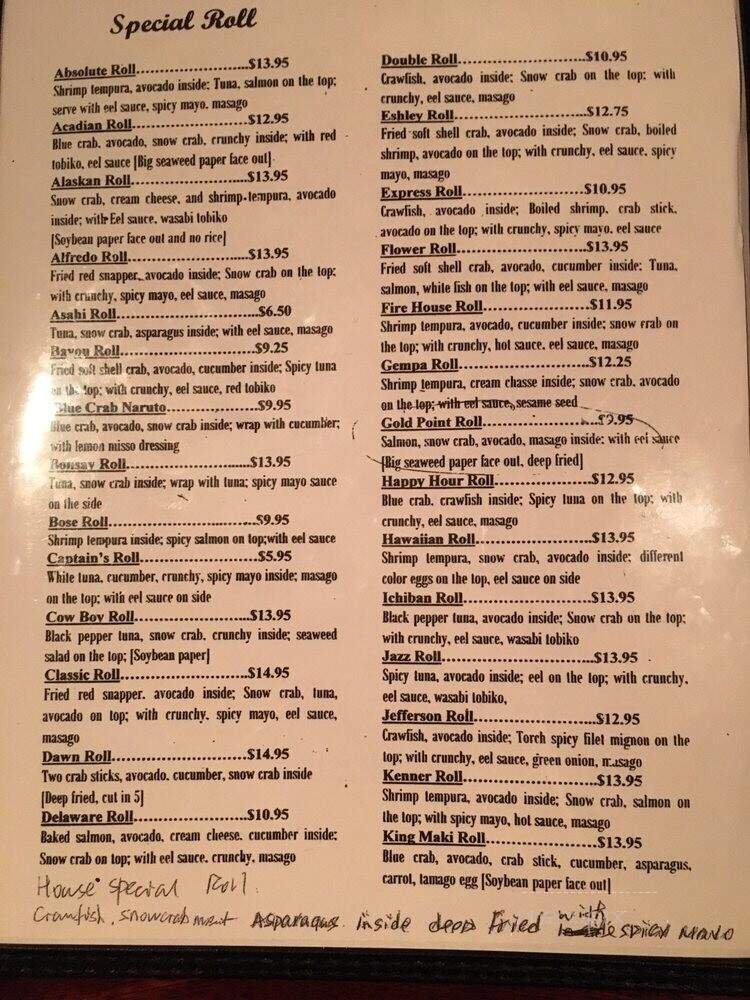 Special Roll
Absolute Roll....................$13.95
Shrimp tempura, avocado inside; Tuna, salmon on the top;
serve with eel sauce, spicy mayo, masago
Acadian Roll....................$12.95
Blue crab, avocado, snow crab, crunchy inside; with red
tobiko, eel sauce [Big seaweed paper face out]
Alaskan Roll....................$13.95
Snow crab, cream cheese, and shrimp tempura, avocado
inside; with Eel sauce, wasabi tobiko
[Soybean paper face out and no rice]
Alfredo Roll....................$13.95
Fried red snapper, avocado inside; Snow crab on the top;
with crunchy, spicy mayo, eel sauce, masago
Asahi Roll....................$6.50
Tuna, snow crab, asparagus inside; with eel sauce, masago
Bayou Roll....................$9.25
Fried soft shell crab, avocado, cucumber inside; Spicy tuna
on the top; with crunchy, eel sauce, red tobiko
Blue Crab Naruto....................$9.95
Blue crab, avocado, snow crab inside; wrap with cucumber;
with lemon misso dressing
Bonsay Roll....................$13.95
Tuna, snow crab inside; wrap with tuna; spicy mayo sauce
on the side
Bose Roll....................$9.95
Shrimp tempura inside; spicy salmon on top;with eel sauce
Captain's Roll....................$5.95
White tuna, cucumber, crunchy, spicy mayo inside; masago
on the top; with eel sauce on side
Cow Boy Roll....................$13.95
Black pepper tuna, snow crab, crunchy inside; seaweed
salad on the top; [Soybean paper]
Classic Roll....................$14.95
Fried red snapper, avocado inside; Snow crab, tuna,
avocado on top; with crunchy, spicy mayo, eel sauce,
masago
Dawn Roll....................$14.95
Two crab sticks, avocado, cucumber, snow crab inside
[Deep fried, cut in 5]
Delaware Roll....................$10.95
Baked salmon, avocado, cream cheese, cucumber inside;
Snow crab on top; with eel sauce, crunchy, masago
Double Roll....................$10.95
Crawfish, avocado inside; Snow crab on the top; with
crunchy, eel sauce, masago
Eshley Roll....................$12.75
Fried soft shell crab, avocado inside; Snow crab, boiled
shrimp, avocado on the top; with crunchy, eel sauce, spicy
mayo, masago
Express Roll....................$10.95
Crawfish, avocado inside; Boiled shrimp, crab stick,
avocado on the top; with crunchy, spicy mayo, eel sauce
Flower Roll....................$13.95
Fried soft shell crab, avocado, cucumber inside; Tuna,
salmon, white fish on the top; with eel sauce, masago
Fire House Roll....................$11.95
Shrimp tempura, avocado, cucumber inside; snow crab on
the top; with crunchy, hot sauce, eel sauce, masago
Gempa Roll....................$12.25
Shrimp tempura, cream chasse inside; snow crab, avocado
on the top; with eel sauce, sesame seed
Gold Point Roll....................$9.95
Salmon, snow crab, avocado, masago inside; with eel sauce
[Big seaweed paper face out, deep fried]
Happy Hour Roll....................$12.95
Blue crab, crawfish inside; Spicy tuna on the top; with
crunchy, eel sauce, masago
Hawaiian Roll....................$13.95
Shrimp tempura, snow crab, avocado inside; different
color eggs on the top, eel sauce on side
Ichiban Roll....................$13.95
Black pepper tuna, avocado inside; Snow crab on the top;
with crunchy, eel sauce, wasabi tobiko
Jazz Roll....................$13.95
Spicy tuna, avocado inside; eel on the top; with crunchy,
eel sauce, wasabi tobiko,
Jefferson Roll....................$12.95
Crawfish, avocado inside; Torch spicy filet mignon on the
top; with crunchy, eel sauce, green onion, masago
Kenner Roll....................$13.95
Shrimp tempura, avocado inside; Snow crab, salmon on
the top; with spicy mayo, hot sauce, masago
King Maki Roll....................$13.95
Blue crab, avocado, crab stick, cucumber, asparagus,
carrot, tamago egg [Soybean paper face out]
House special Roll.
Crawfish, snowcrab meat Asparagus inside deep Fried with spicy mayo